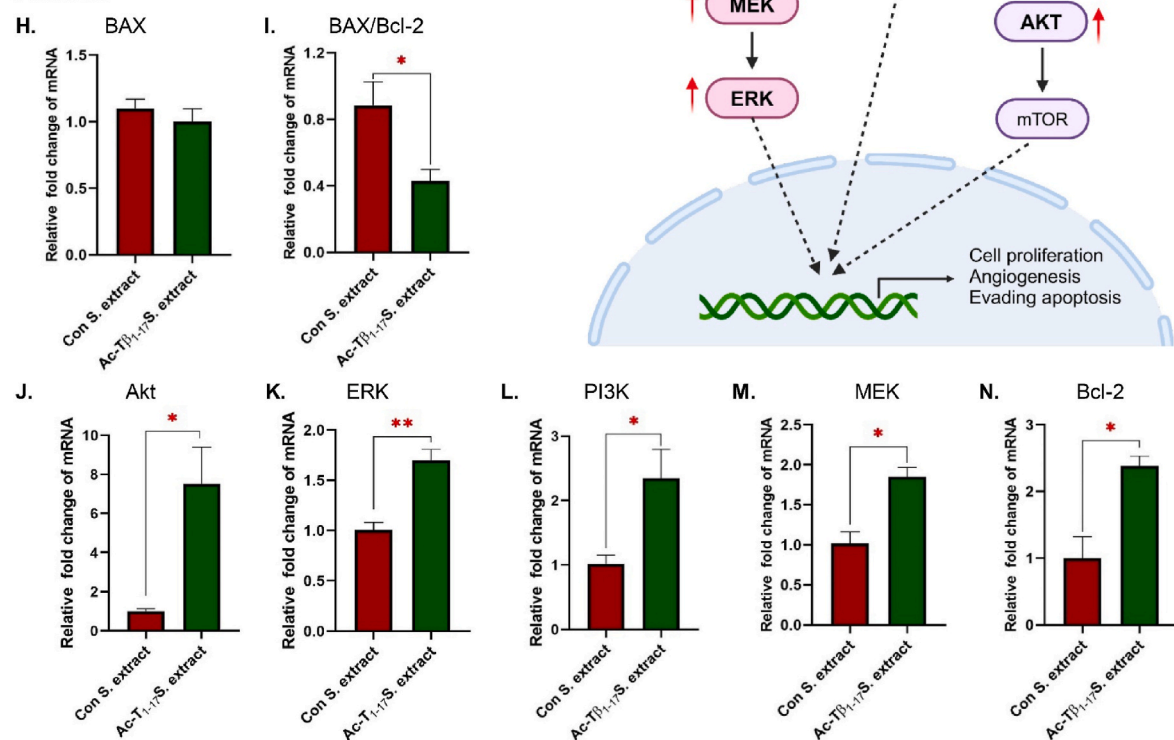 H. BAX
Relative fold change of mRNA
1.5
1.0
0.5
0.0
Con S. extract
Ac-Tβ1-17S. extract
I. BAX/Bcl-2
Relative fold change of mRNA
1.2
0.8
0.4
0.0
*
Con S. extract
Ac-Tβ1-17S. extract
MEK
ERK
AKT
mTOR
Cell proliferation
Angiogenesis
Evading apoptosis
J. Akt
Relative fold change of mRNA
10
8
6
4
2
0
*
Con S. extract
Ac-T1-17S. extract
K. ERK
Relative fold change of mRNA
2.0
1.5
1.0
0.5
0.0
**
Con S. extract
Ac-T1-17S. extract
L. PI3K
Relative fold change of mRNA
3
2
1
0
*
Con S. extract
Ac-Tβ1-17S. extract
M. MEK
Relative fold change of mRNA
2.5
2.0
1.5
1.0
0.5
0.0
*
Con S. extract
Ac-Tβ1-17S. extract
N. Bcl-2
Relative fold change of mRNA
3
2
1
0
*
Con S. extract
Ac-Tβ1-17S. extract